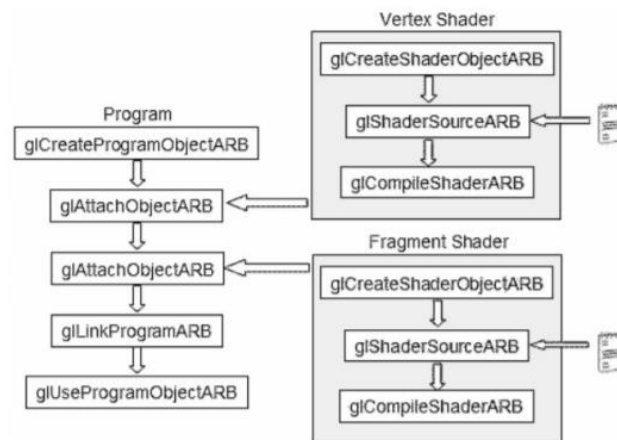 Vertex Shader
glCreateShaderObjectARB
glShaderSourceARB
glCompileShaderARB
Program
glCreateProgramObjectARB
glAttachObjectARB
glAttachObjectARB
glLinkProgramARB
glUseProgramObjectARB
Fragment Shader
glCreateShaderObjectARB
glShaderSourceARB
glCompileShaderARB